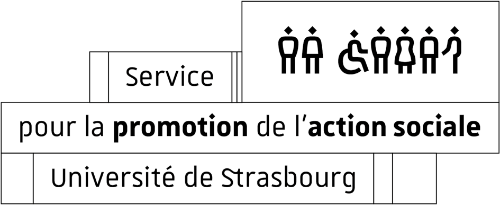 Service
pour la promotion de l'action sociale
Université de Strasbourg